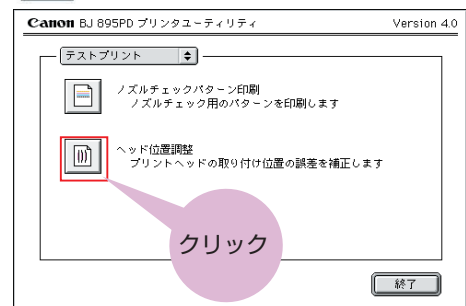 Canon BJ 895PD プリンタユーティリティ Version 4.0
テストプリント
ノズルチェックパターン印刷
ノズルチェック用のパターンを印刷します
ヘッド位置調整
プリントヘッドの取り付け位置の誤差を補正します
クリック
終了